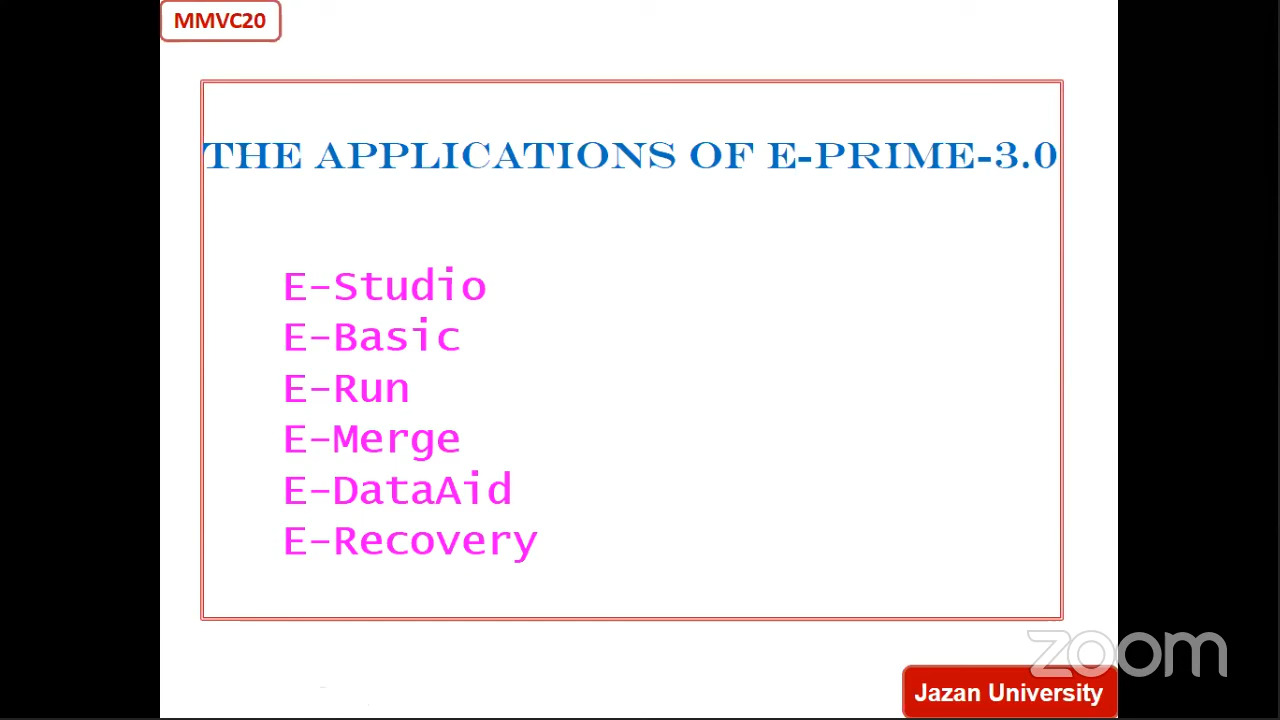 MMVC20
THE APPLICATIONS OF E-PRIME-3.0
E-Studio
E-Basic
E-Run
E-Merge
E-DataAid
E-Recovery
zoom
Jazan University